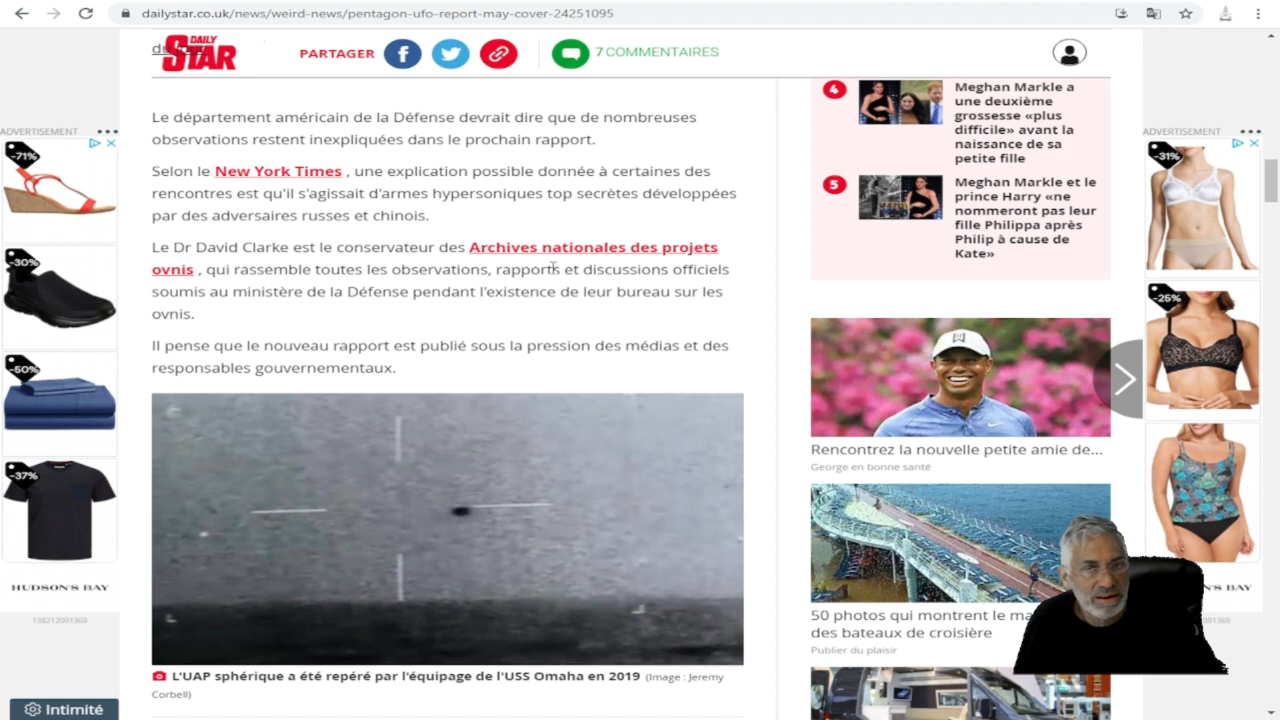 dailystar.co.uk/news/weird-news/pentagon-ufo-report-may-cover-24251095
DAILY
STAR
PARTAGER
7 COMMENTAIRES
Le département américain de la Défense devrait dire que de nombreuses
observations restent inexpliquées dans le prochain rapport.
Selon le New York Times , une explication possible donnée à certaines des
rencontres est qu'il s'agissait d'armes hypersoniques top secrètes développées
par des adversaires russes et chinois.
Le Dr David Clarke est le conservateur des Archives nationales des projets
ovnis , qui rassemble toutes les observations, rapports et discussions officiels
soumis au ministère de la Défense pendant l'existence de leur bureau sur les
ovnis.
Il pense que le nouveau rapport est publié sous la pression des médias et des
responsables gouvernementaux.
L'UAP sphérique a été repéré par l'équipage de l'USS Omaha en 2019 (Image : Jeremy
Corbell)
4
Meghan Markle a
une deuxième
grossesse «plus
difficile» avant la
naissance de sa
petite fille
5
Meghan Markle et le
prince Harry «ne
nommeront pas leur
fille Philippa après
Philip à cause de
Kate»
Rencontrez la nouvelle petite amie de...
George en bonne santé
50 photos qui montrent le
des bateaux de croisière
Publier du plaisir
ADVERTISEMENT
-71%
-30%
-50%
-37%
HUDSON'S BAY
138212091369
Intimité
ADVERTISEMENT
-31%
-25%
N'S BAY
091369